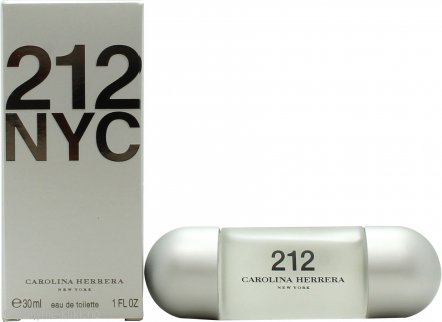 212
NYC
CAROLINA HERRERA
NEW YORK
℮30ml eau de toilette 1 FL OZ
212
CAROLINA HERRERA
NEW YORK